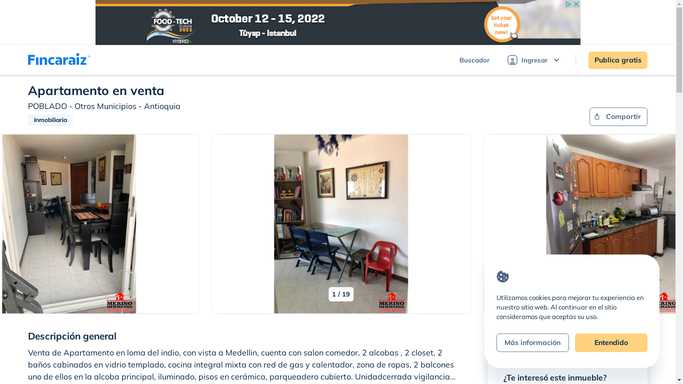 FOOD-TECH
October 12 - 15, 2022
Tüyap - Istanbul
Get your ticket now!
Fincaraiz
Buscador
Ingresar
Publica gratis
Apartamento en venta
POBLADO - Otros Municipios - Antioquia
Inmobiliaria
Compartir
MERINO
1 / 19
MERINO
MERINO
Utilizamos cookies para mejorar tu experiencia en
nuestro sitio web. Al continuar en el sitio
consideramos que aceptas su uso.
Más información
Entendido
Descripción general
Venta de Apartamento en loma del indio, con vista a Medellin, cuenta con salon comedor, 2 alcobas , 2 closet, 2
baños cabinados en vidrio templado, cocina integral mixta con red de gas y calentador, zona de ropas, 2 balcones
uno de ellos en la alcoba principal, iluminado, pisos en cerámica, parqueadero cubierto. Unidadcerrada vigilancia...
¿Te interesó este inmueble?